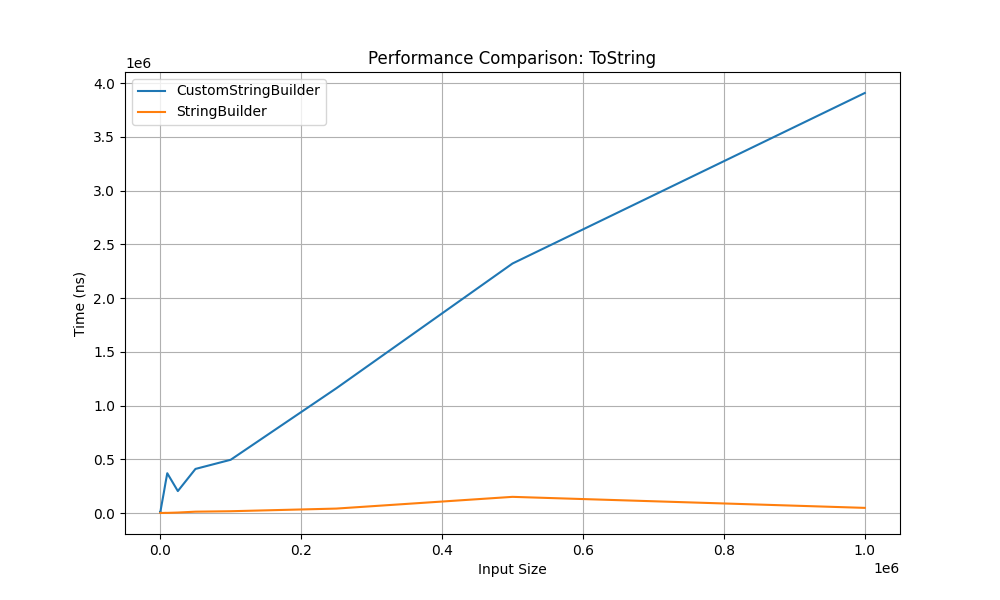 Performance Comparison: ToString
1e6
CustomStringBuilder
StringBuilder
4.0
3.5
3.0
2.5
2.0
1.5
1.0
0.5
0.0
Time (ns)
0.0 0.2 0.4 0.6 0.8 1.0
Input Size
1e6